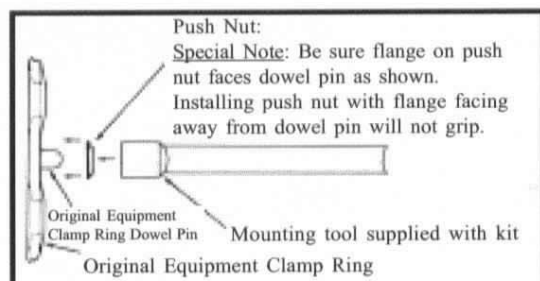 Push Nut:
Special Note: Be sure flange on push
nut faces dowel pin as shown.
Installing push nut with flange facing
away from dowel pin will not grip.
Original Equipment
Clamp Ring Dowel Pin
Mounting tool supplied with kit
Original Equipment Clamp Ring